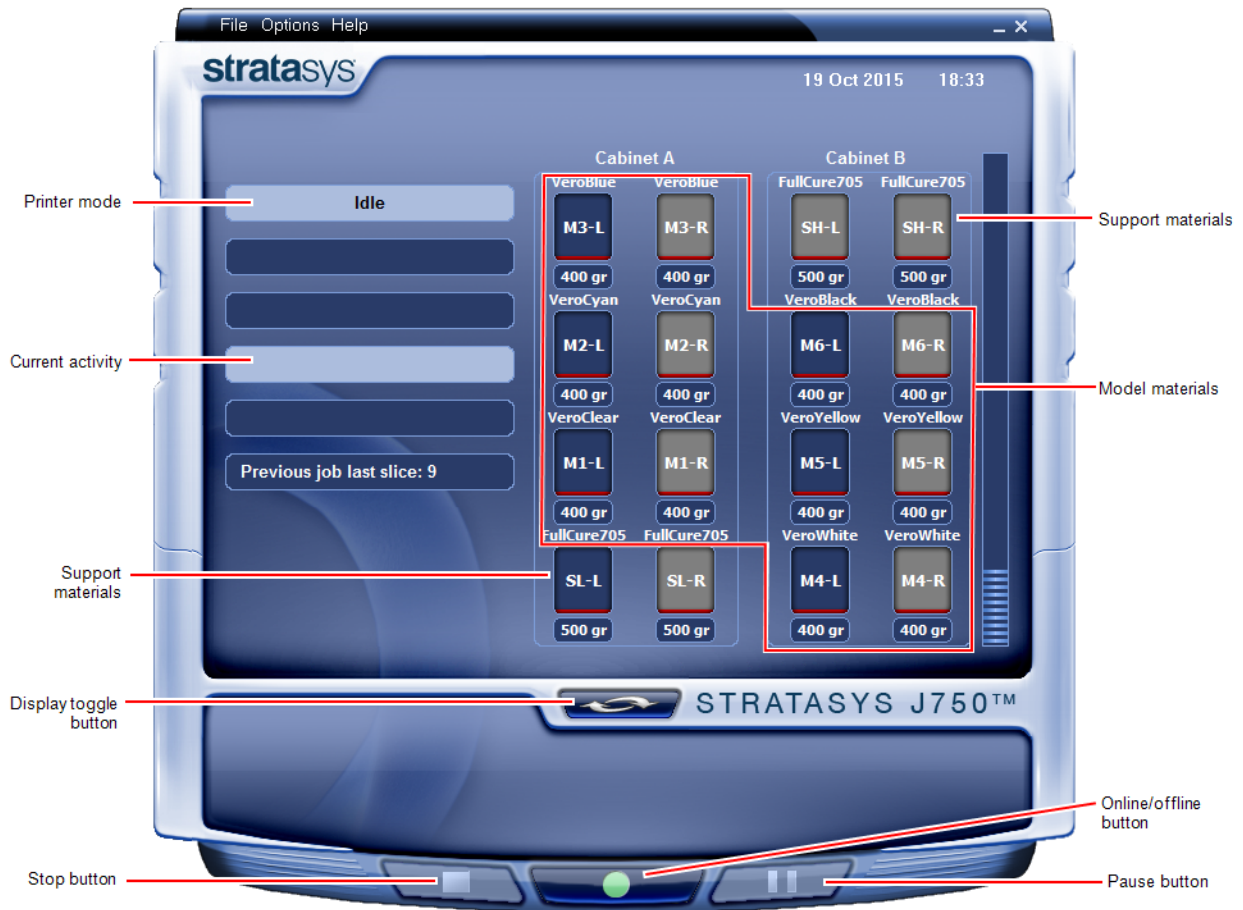 File Options Help
stratasys
19 Oct 2015 18:33
Printer mode
Idle
Current activity
Previous job last slice: 9
Cabinet A
VeroBlue VeroBlue
M3-L M3-R
400 gr 400 gr
VeroCyan VeroCyan
M2-L M2-R
400 gr 400 gr
VeroClear VeroClear
M1-L M1-R
400 gr 400 gr
FullCure705 FullCure705
SL-L SL-R
500 gr 500 gr
Cabinet B
FullCure705 FullCure705
SH-L SH-R
500 gr 500 gr
VeroBlack VeroBlack
M6-L M6-R
400 gr 400 gr
VeroYellow VeroYellow
M5-L M5-R
400 gr 400 gr
VeroWhite VeroWhite
M4-L M4-R
400 gr 400 gr
Support materials
Model materials
Support
materials
Display toggle
button
STRATASYS J750™
Online/offline
button
Stop button
Pause button